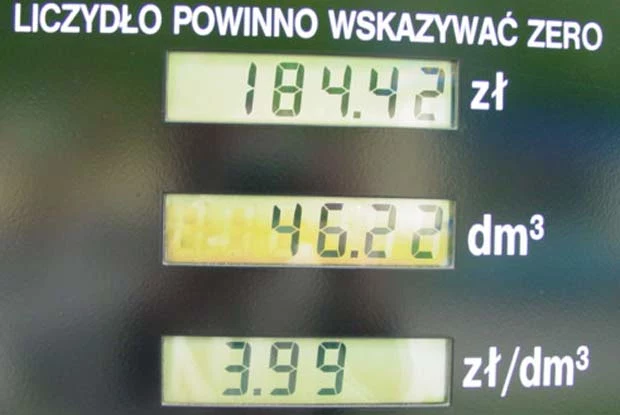 LICZYDŁO POWINNO WSKAZYWAĆ ZERO
184.42 zł
46.22 dm³
3.99 zł/dm³